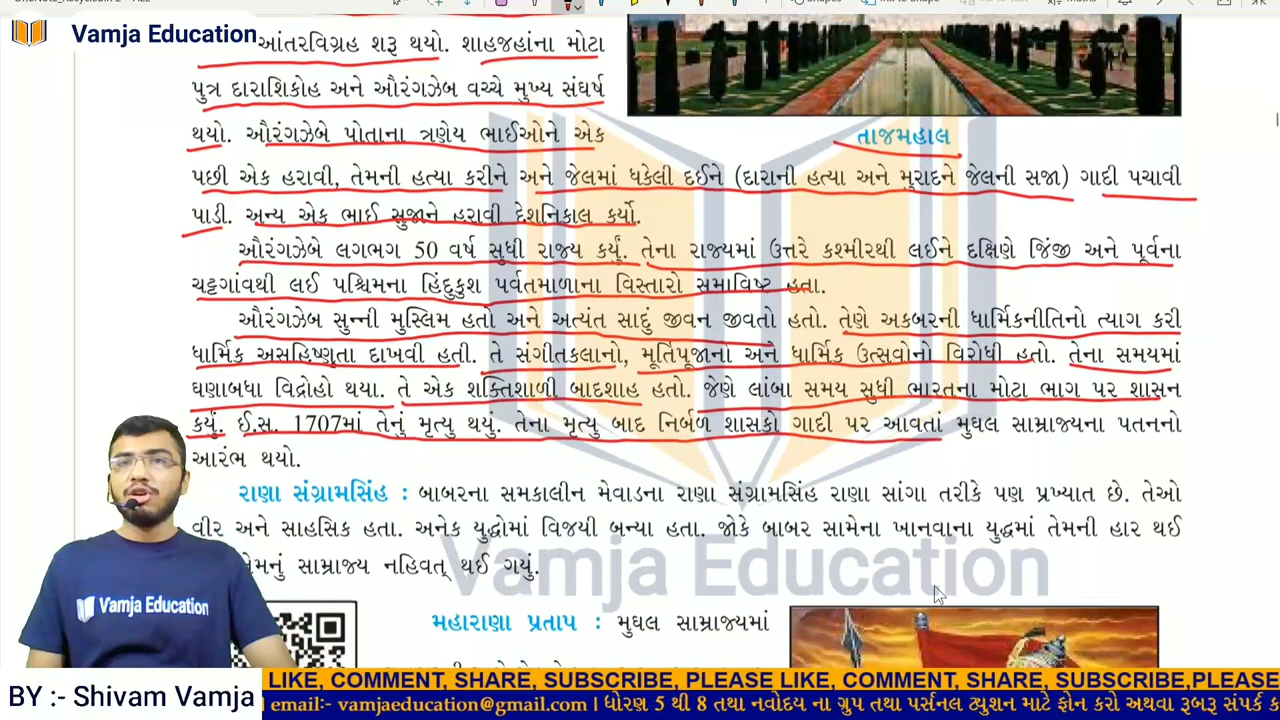 Vamja Education
આંતરવિગ્રહ શરૂ થયો. શાહજહાંના મોટા
પુત્ર દારાશિકોહ અને ઔરંગઝેબ વચ્ચે મુખ્ય સંઘર્ષ
થયો. ઔરંગઝેબે પોતાના ત્રણેય ભાઈઓને એક
તાજમહાલ
પછી એક હરાવી, તેમની હત્યા કરીને અને જેલમાં ધકેલી દઈને (દારાની હત્યા અને મુરાદને જેલની સજા) ગાદી પચાવી
પાડી. અન્ય એક ભાઈ સુજાને હરાવી દેશનિકાલ કર્યો.
ઔરંગઝેબે લગભગ 50 વર્ષ સુધી રાજ્ય કર્યું. તેના રાજ્યમાં ઉત્તરે કશ્મીરથી લઈને દક્ષિણે જિંજી અને પૂર્વના
ચટ્ટગાંવથી લઈ પશ્ચિમના હિંદુકુશ પર્વતમાળાના વિસ્તારો સમાવિષ્ટ હતા.
ઔરંગઝેબ સુન્ની મુસ્લિમ હતો અને અત્યંત સાદું જીવન જીવતો હતો. તેણે અકબરની ધાર્મિકનીતિનો ત્યાગ કરી
ધાર્મિક અસહિષ્ણુતા દાખવી હતી. તે સંગીતકલાનો, મૂર્તિપૂજાનો અને ધાર્મિક ઉત્સવોનો વિરોધી હતો. તેના સમયમાં
ઘણાબધા વિદ્રોહો થયા. તે એક શક્તિશાળી બાદશાહ હતો. જેણે લાંબા સમય સુધી ભારતના મોટા ભાગ પર શાસન
કર્યું. ઈ.સ. 1707માં તેનું મૃત્યુ થયું. તેના મૃત્યુ બાદ નિર્બળ શાસકો ગાદી પર આવતાં મુઘલ સામ્રાજ્યના પતનનો
આરંભ થયો.
રાણા સંગ્રામસિંહ : બાબરના સમકાલીન મેવાડના રાણા સંગ્રામસિંહ રાણા સાંગા તરીકે પણ પ્રખ્યાત છે. તેઓ
વીર અને સાહસિક હતા. અનેક યુદ્ધોમાં વિજયી બન્યા હતા. જોકે બાબર સામેના ખાનવાના યુદ્ધમાં તેમની હાર થઈ
સામ્રાજ્ય નહિવત્ થઈ ગયું.
Vamja Education
મહારાણા પ્રતાપ : મુઘલ સામ્રાજ્યમાં
Vamja Education
BY :- Shivam Vamja
LIKE, COMMENT, SHARE, SUBSCRIBE, PLEASE LIKE, COMMENT, SHARE, SUBSCRIBE,PLEASE
email:- vamjaeducation@gmail.com | ધોરણ 5 થી 8 તથા નવોદય ના ગ્રુપ તથા પર્સનલ ટ્યુશન માટે ફોન કરો અથવા રૂબરૂ સંપર્ક